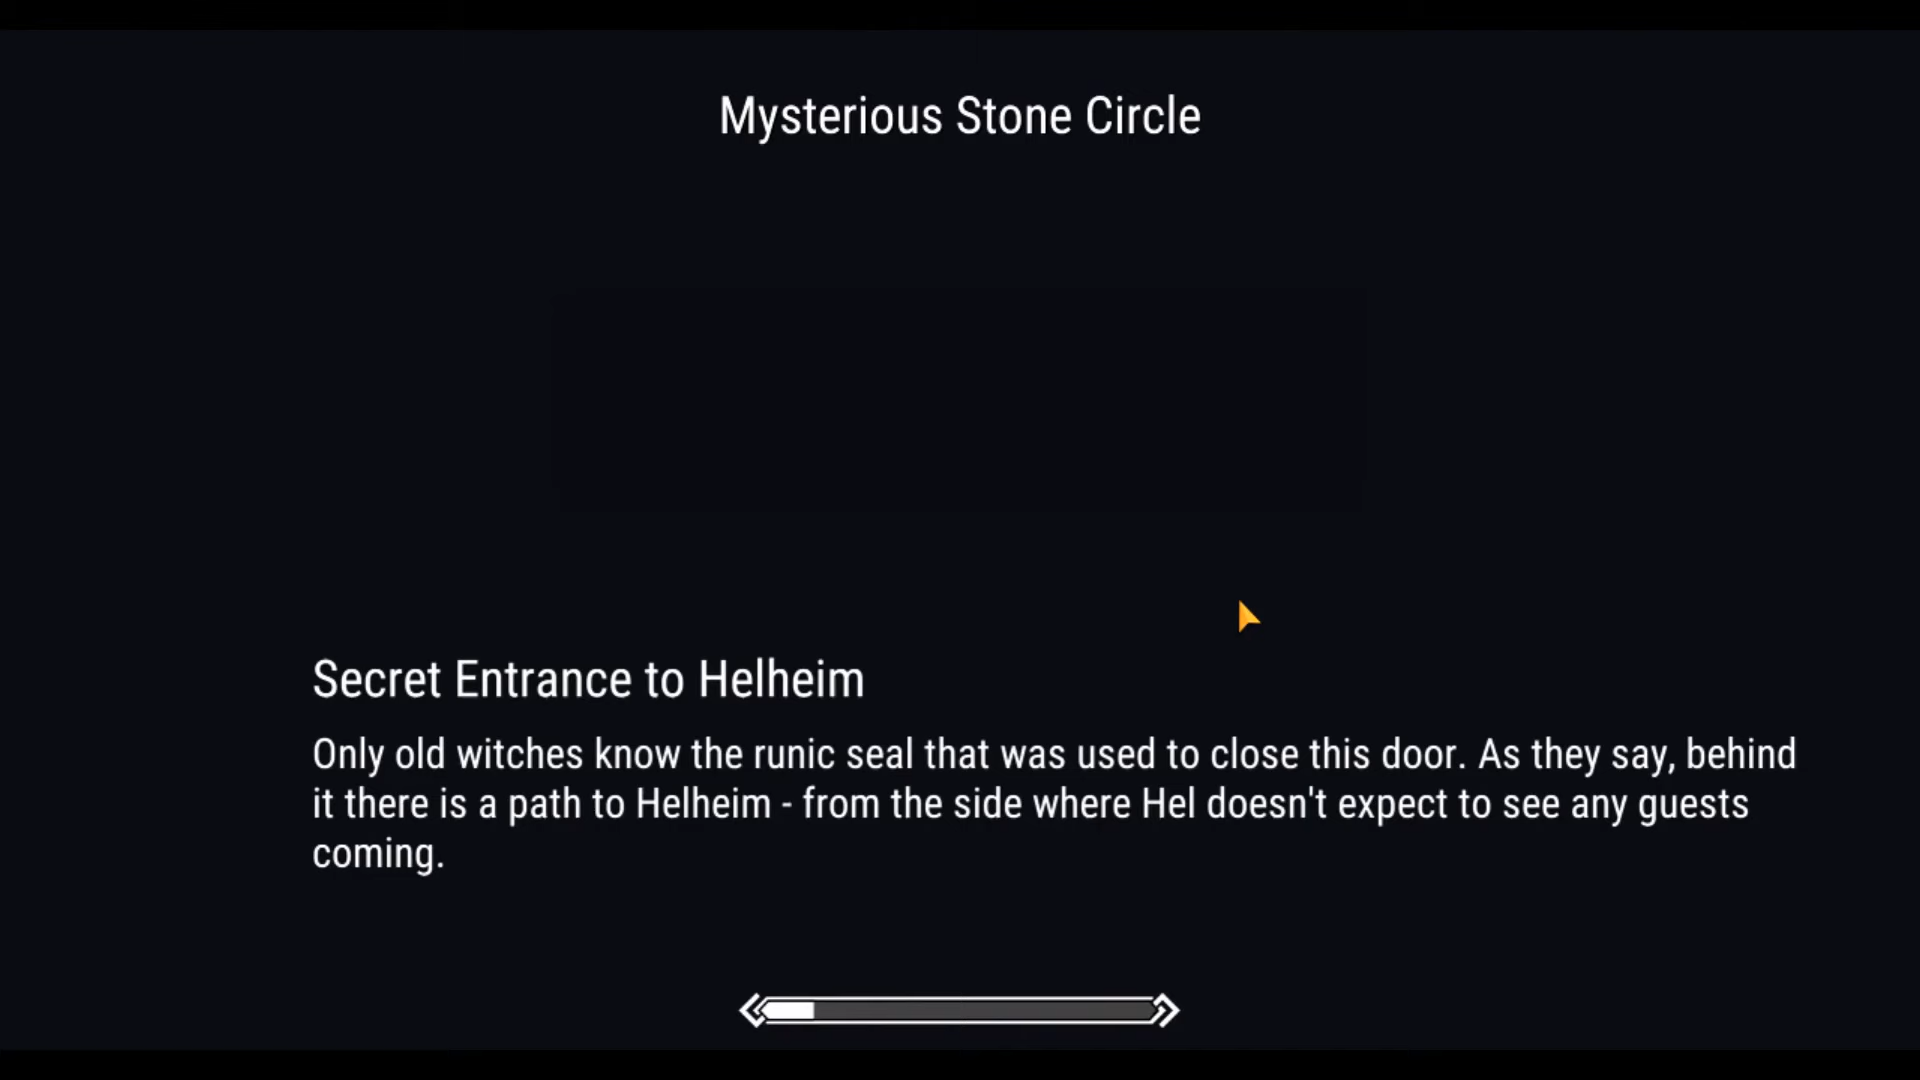 Mysterious Stone Circle
Secret Entrance to Helheim
Only old witches know the runic seal that was used to close this door. As they say, behind
it there is a path to Helheim - from the side where Hel doesn't expect to see any guests
coming.